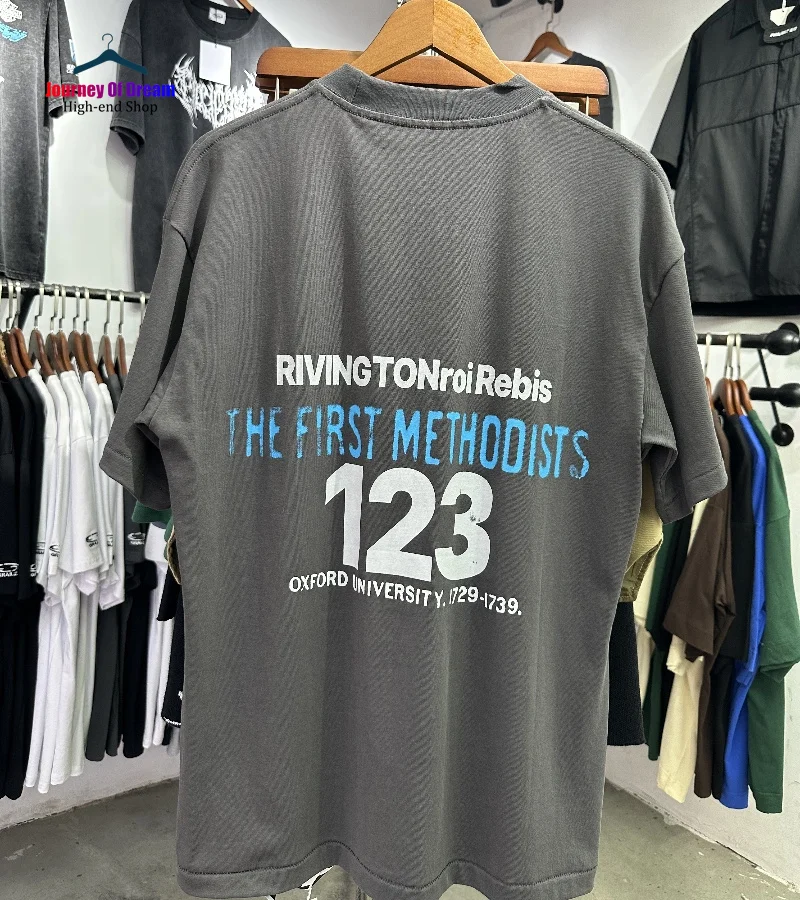 Journey Of Dream
High-end Shop
RIVINGTONroiRebis
THE FIRST METHODISTS
123
OXFORD UNIVERSITY. 1729-1739.